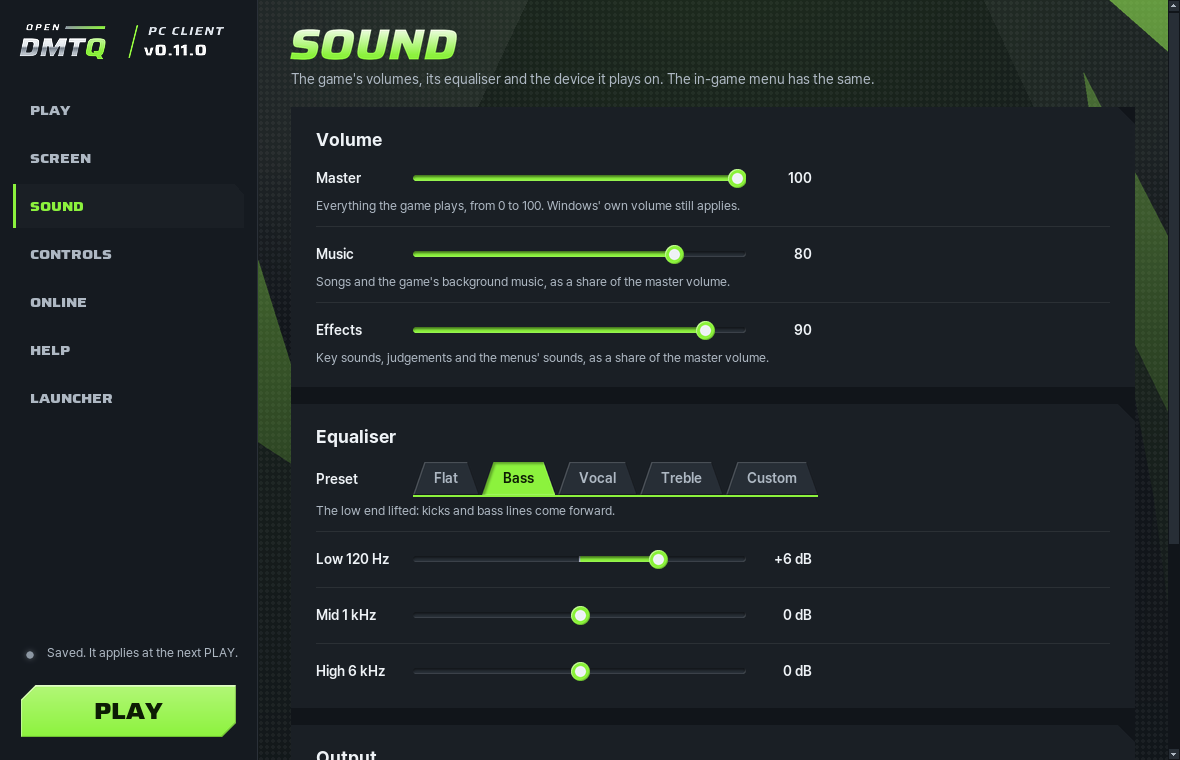 OPEN
DMTQ
PC CLIENT
v0.11.0
PLAY
SCREEN
SOUND
CONTROLS
ONLINE
HELP
LAUNCHER
Saved. It applies at the next PLAY.
PLAY
SOUND
The game's volumes, its equaliser and the device it plays on. The in-game menu has the same.
Volume
Master 100
Everything the game plays, from 0 to 100. Windows' own volume still applies.
Music 80
Songs and the game's background music, as a share of the master volume.
Effects 90
Key sounds, judgements and the menus' sounds, as a share of the master volume.
Equaliser
Preset Flat Bass Vocal Treble Custom
The low end lifted: kicks and bass lines come forward.
Low 120 Hz +6 dB
Mid 1 kHz 0 dB
High 6 kHz 0 dB
Output